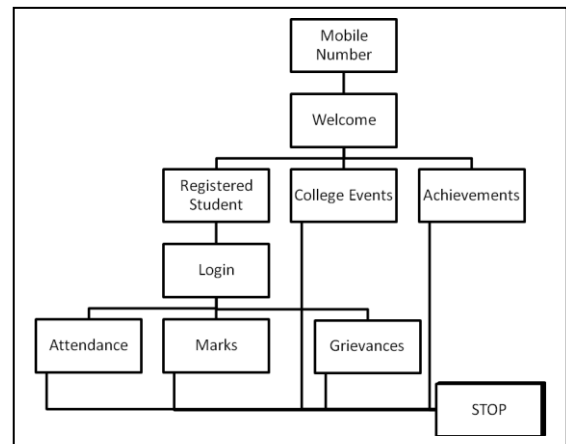 Mobile
Number
Welcome
Registered
Student
College Events
Achievements
Login
Attendance
Marks
Grievances
STOP